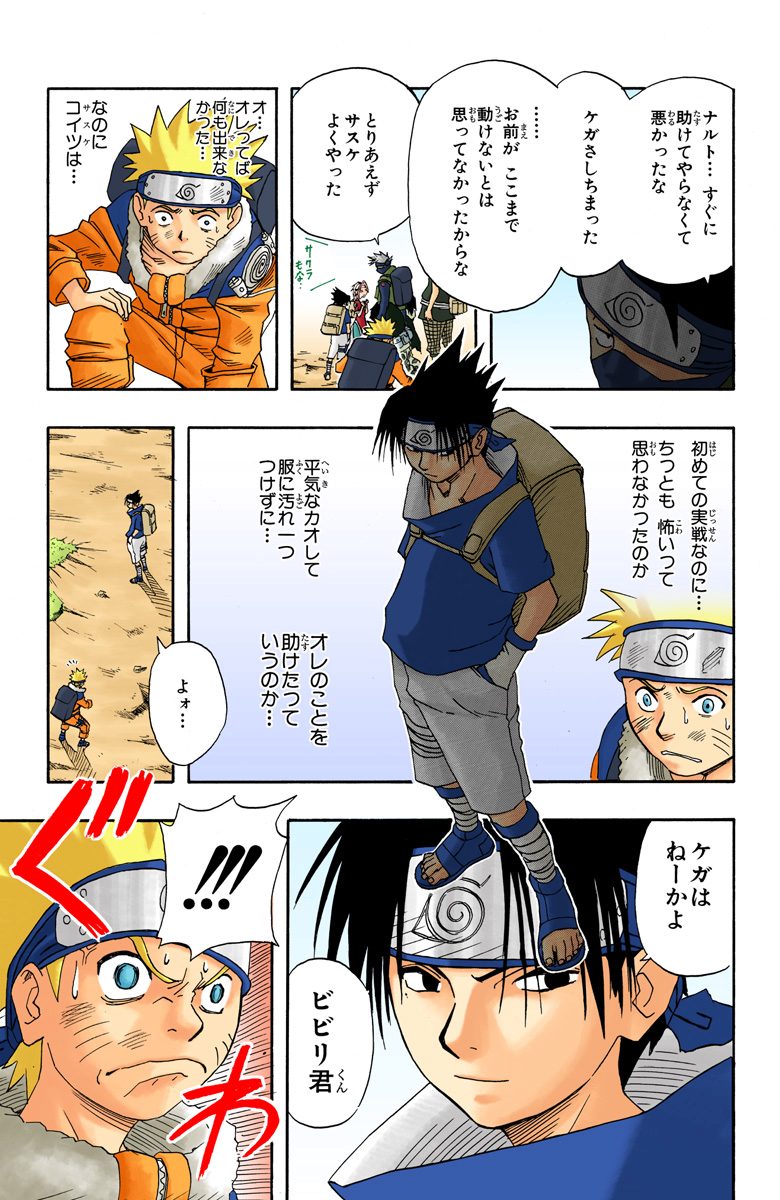 ナルト…すぐに
助けてやらなくて
悪かったな
ケガさしちまった
……
お前が ここまで
動けないとは
思ってなかったからな
とりあえず
サスケ
よくやった
サクラ
もな…
オ…
オレってば
何も出来な
かった…
なのに
コイツは…
初めての実戦なのに…
ちっとも 怖いって
思わなかったのか
平気なカオして
服に汚れ一つ
つけずに…
オレのことを
助けたって
いうのか…
よォ…
ケガは
ねーかよ
ビビリ君
!!!
ぐ
わ